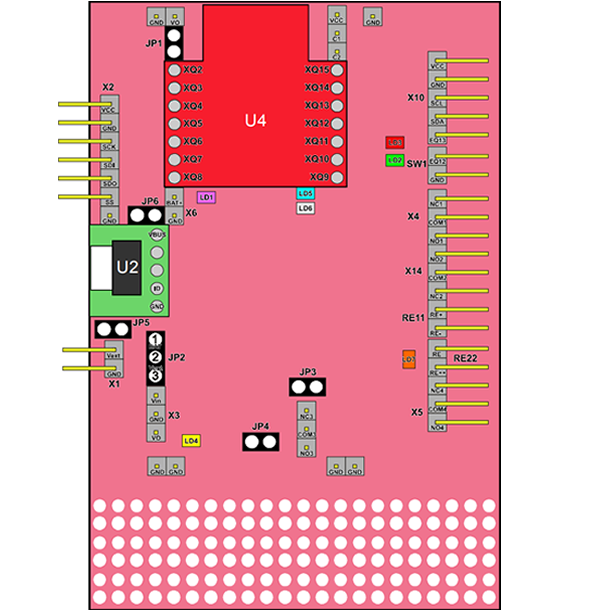 GND VO
VCC
GND
JP1
C1
XQ2 XQ15
VCC
XQ3 XQ14
GND
X2
XQ4 XQ13
X10
SCL
VCC
U4
XQ5 XQ12
SDA
GND
XQ6 XQ11
EQ13
SCK
XQ7 XQ10
LD2
SW1
EQ12
XQ8 XQ9
GND
SDO
SS
JP6
BAT+
LD1
LD5
LD6
NC1
GND
GND
X6
X4
COM1
VBUS
NO1
U2
NO2
X14
COM2
ID
NC2
GND
RE11
RE+
JP5
RE-
1
2
3
JP2
Vext
GND
X1
RE
RE22
RE++
JP3
NC4
Vin
GND
VO
X3
NC3
COM3
NO3
X5
COM4
NO4
JP4
LD4
GND GND
GND GND